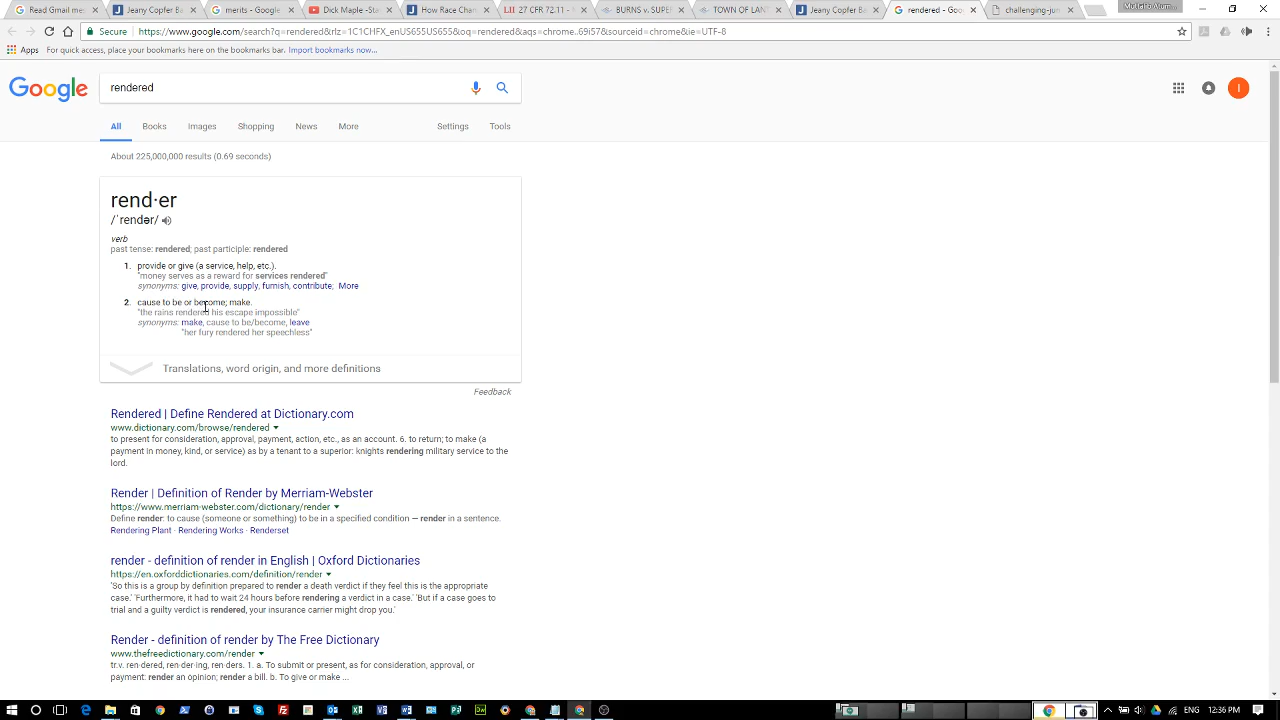 Read Gmail mess
Jeany Copfer Ba
merits - Google
Dick Maple - Sta
How Race Chan
LII 27 CFR 72.11 -
BURNS v. SUPER
TOWN OF LAN
Jeany Copfer Ba
rendered - Goo
challenging-juri
Secure https://www.google.com/search?q=rendered&rlz=1C1CHFX_enUS655US655&oq=rendered&aqs=chrome..69i57&sourceid=chrome&ie=UTF-8
Apps For quick access, place your bookmarks here on the bookmarks bar. Import bookmarks now...
Google rendered I
All Books Images Shopping News More Settings Tools
About 225,000,000 results (0.69 seconds)
rend·er
/ˈrendər/
verb
past tense: rendered; past participle: rendered
1. provide or give (a service, help, etc.).
"money serves as a reward for services rendered"
synonyms: give, provide, supply, furnish, contribute; More
2. cause to be or become; make.
"the rains rendered his escape impossible"
synonyms: make, cause to be/become, leave
"her fury rendered her speechless"
Translations, word origin, and more definitions
Feedback
Rendered | Define Rendered at Dictionary.com
www.dictionary.com/browse/rendered
to present for consideration, approval, payment, action, etc., as an account. 6. to return; to make (a
payment in money, kind, or service) as by a tenant to a superior: knights rendering military service to the
lord.
Render | Definition of Render by Merriam-Webster
https://www.merriam-webster.com/dictionary/render
Define render: to cause (someone or something) to be in a specified condition — render in a sentence.
Rendering Plant · Rendering Works · Renderset
render - definition of render in English | Oxford Dictionaries
https://en.oxforddictionaries.com/definition/render
'So this is a group by definition prepared to render a death verdict if they feel this is the appropriate
case.' 'Furthermore, it had to wait 24 hours before rendering a verdict in a case.' 'But if a case goes to
trial and a guilty verdict is rendered, your insurance carrier might drop you.'
Render - definition of render by The Free Dictionary
www.thefreedictionary.com/render
tr.v. ren·dered, ren·der·ing, ren·ders. 1. a. To submit or present, as for consideration, approval, or
payment: render an opinion; render a bill. b. To give or make ...
ENG 12:36 PM